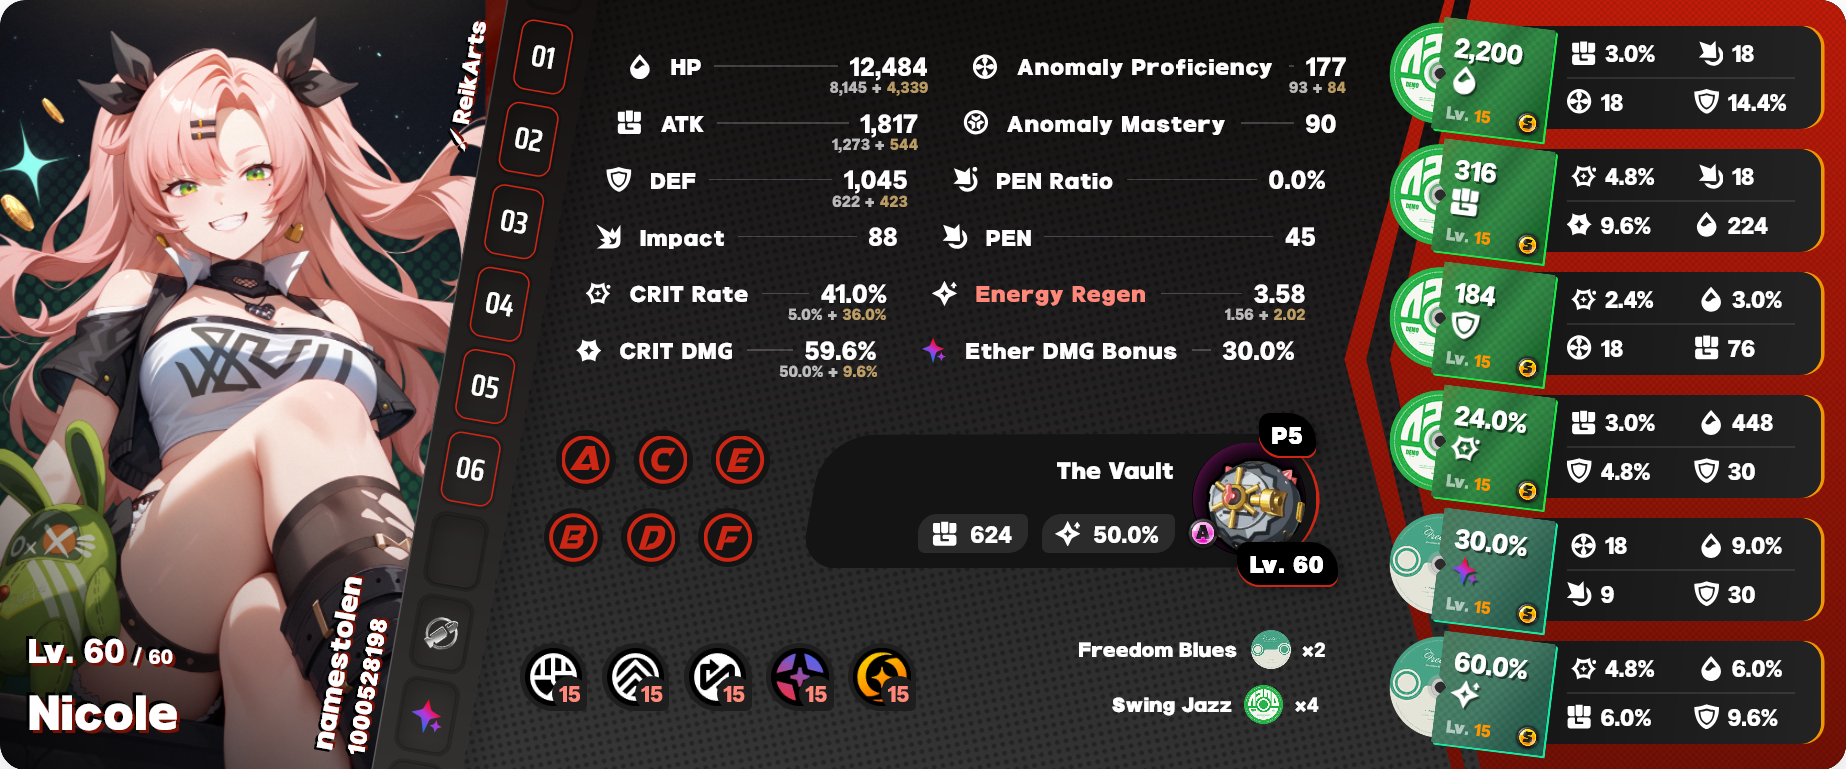 ReikArts
Lv. 60 / 60
Nicole
namestolen
1000528198
01
02
03
04
05
06
HP 12,484
8,145 + 4,339
ATK 1,817
1,273 + 544
DEF 1,045
622 + 423
Impact 88
CRIT Rate 41.0%
5.0% + 36.0%
CRIT DMG 59.6%
50.0% + 9.6%
Anomaly Proficiency 177
93 + 84
Anomaly Mastery 90
PEN Ratio 0.0%
PEN 45
Energy Regen 3.58
1.56 + 2.02
Ether DMG Bonus 30.0%
A C E
B D F
P5
The Vault
624 50.0%
A
Lv. 60
15 15 15 15 15
Freedom Blues ×2
Swing Jazz ×4
2,200
Lv. 15
S
3.0% 18
18 14.4%
316
Lv. 15
S
4.8% 18
9.6% 224
184
Lv. 15
S
2.4% 3.0%
18 76
24.0%
Lv. 15
S
3.0% 448
4.8% 30
30.0%
Lv. 15
S
18 9.0%
9 30
60.0%
Lv. 15
S
4.8% 6.0%
6.0% 9.6%